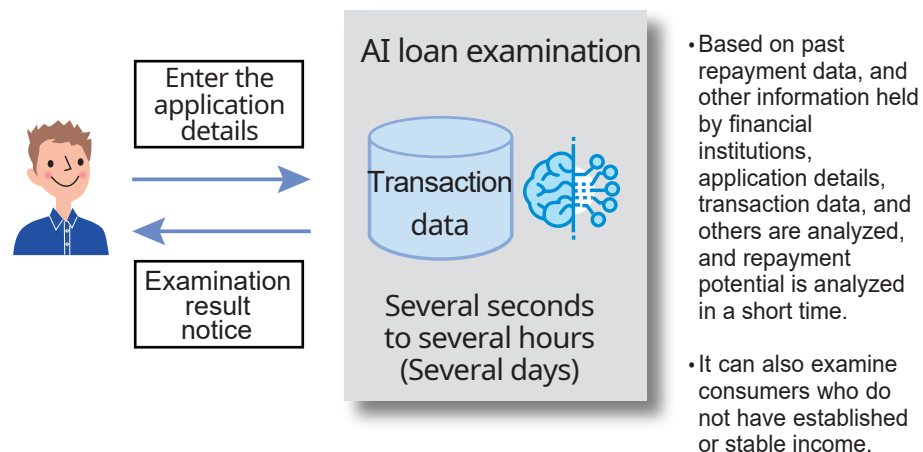 Enter the
application
details
Examination
result
notice
AI loan examination
Transaction
data
Several seconds
to several hours
(Several days)
・Based on past
repayment data, and
other information held
by financial
institutions,
application details,
transaction data, and
others are analyzed,
and repayment
potential is analyzed
in a short time.
・It can also examine
consumers who do
not have established
or stable income.